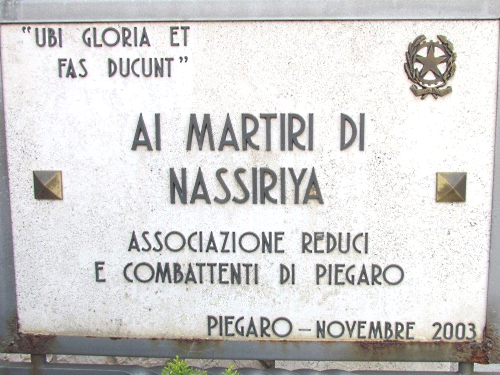 "UBI GLORIA ET
FAS DUCUNT"
AI MARTIRI DI
NASSIRIYA
ASSOCIAZIONE REDUCI
E COMBATTENTI DI PIEGARO
PIEGARO - NOVEMBRE 2003